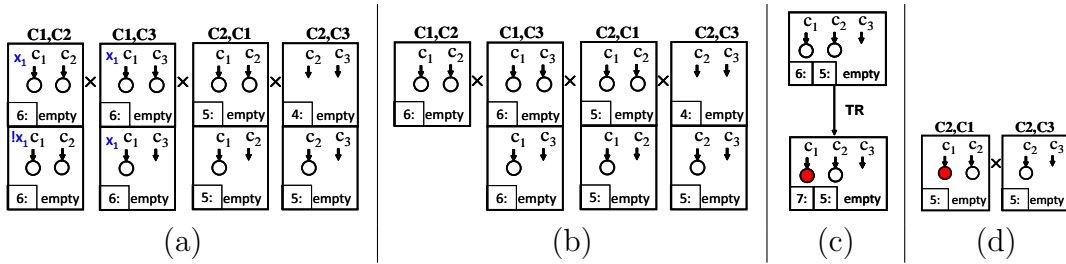 C1,C2 C1,C3 C2,C1 C2,C3
x1 c1 c2 × x1 c1 c3 × c1 c2 × c2 c3
6: empty 6: empty 5: empty 4: empty
!x1 c1 c2 x1 c1 c3 c1 c2 c2 c3
6: empty 6: empty 5: empty 5: empty
(a)
C1,C2 C1,C3 C2,C1 C2,C3
c1 c2 × c1 c3 × c1 c2 × c2 c3
6: empty 6: empty 5: empty 4: empty
c1 c3 c1 c2 c2 c3
6: empty 5: empty 5: empty
(b)
c1 c2 c3
6: 5: empty
TR
c1 c2 c3
7: 5: empty
(c)
C2,C1 C2,C3
c1 c2 × c2 c3
5: empty 5: empty
(d)